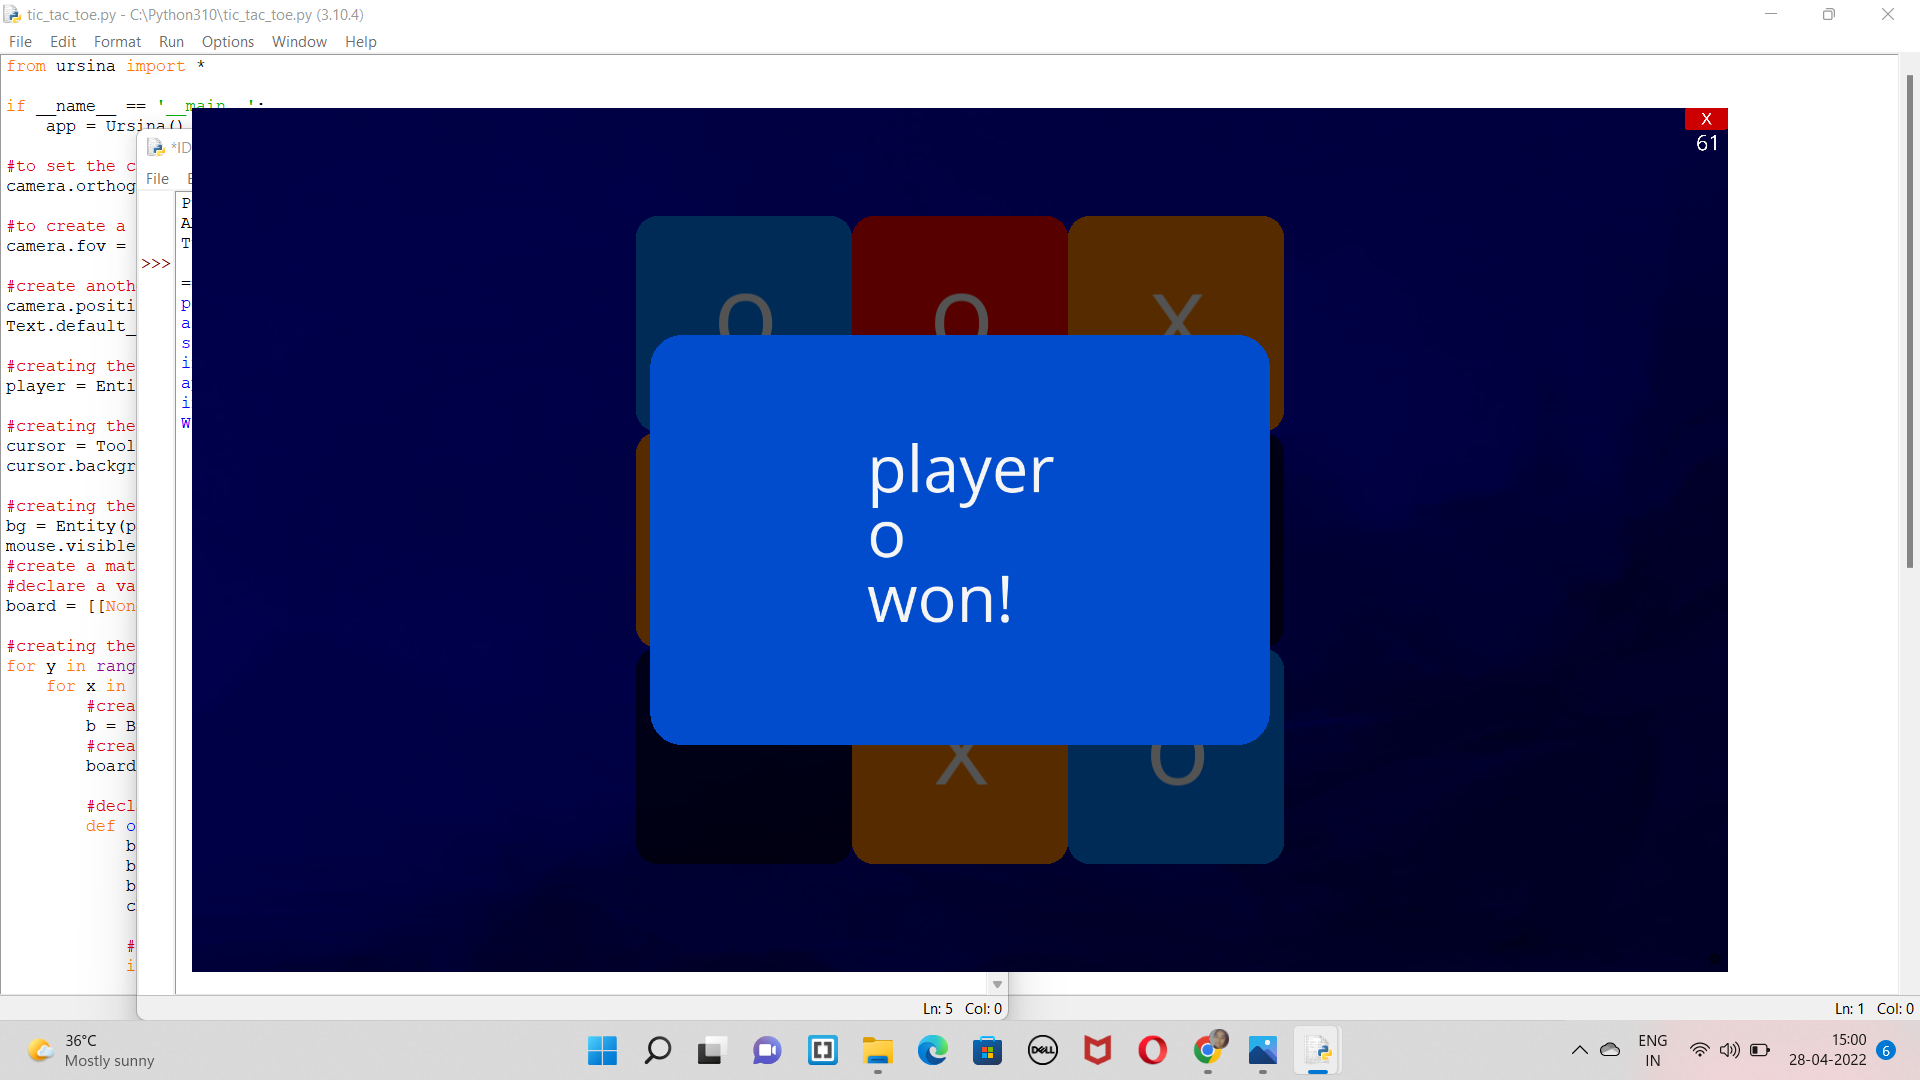 tic_tac_toe.py - C:\Python310\tic_tac_toe.py (3.10.4)
File Edit Format Run Options Window Help
from ursina import *
if __name__ == '__main__':
app = Ursina()
#to set the c
camera.orthog
#to create a
camera.fov =
#create anoth
camera.positi
Text.default_
#creating the
player = Enti
#creating the
cursor = Tool
cursor.backgr
#creating the
bg = Entity(p
mouse.visible
#create a mat
#declare a va
board = [[Non
#creating the
for y in rang
for x in
#crea
b = B
#crea
board
#decl
def o
b
b
b
c
#
i
*ID
File E
P
A
T
>>>
=
p
a
s
i
a
i
W
X
61
O O X
player
o
won!
X O
Ln: 5 Col: 0
Ln: 1 Col: 0
36°C
Mostly sunny
DELL
ENG
IN
15:00
28-04-2022
6